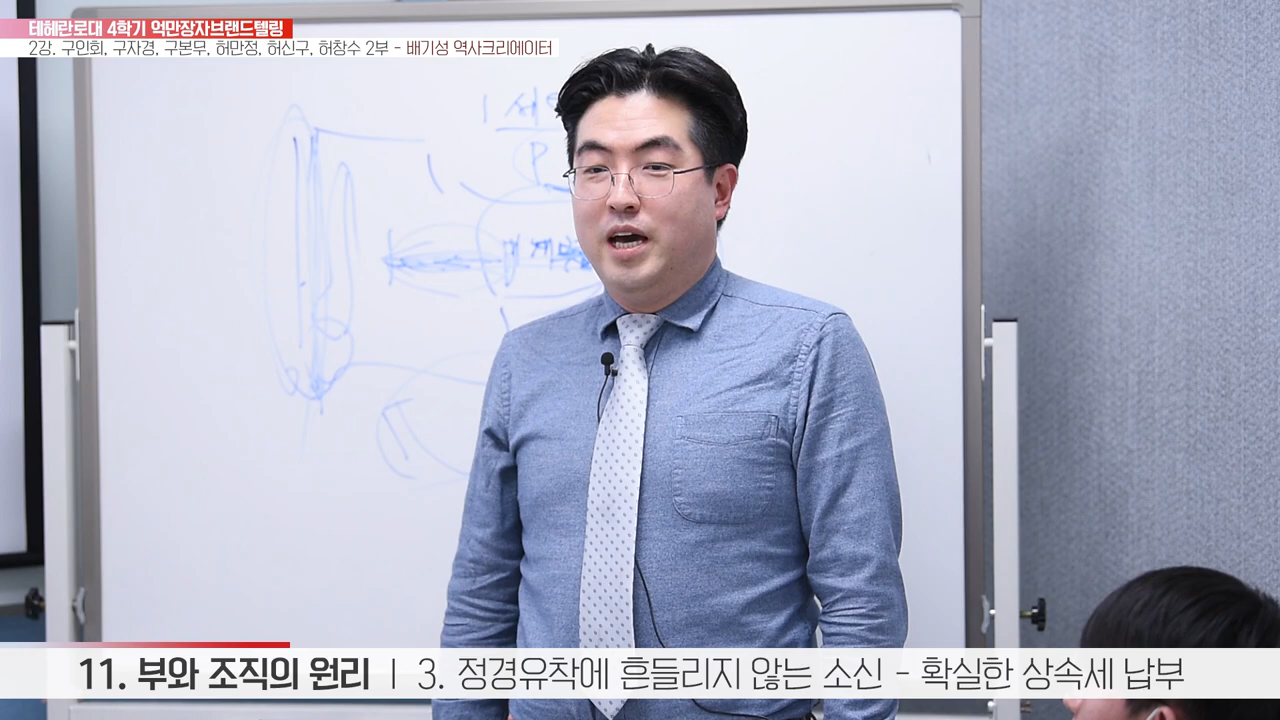 테헤란로대 4학기 억만장자브랜드텔링
2강. 구인회, 구자경, 구본무, 허만정, 허신구, 허창수 2부 - 배기성 역사크리에이터
11. 부와 조직의 원리 | 3. 정경유착에 흔들리지 않는 소신 - 확실한 상속세 납부